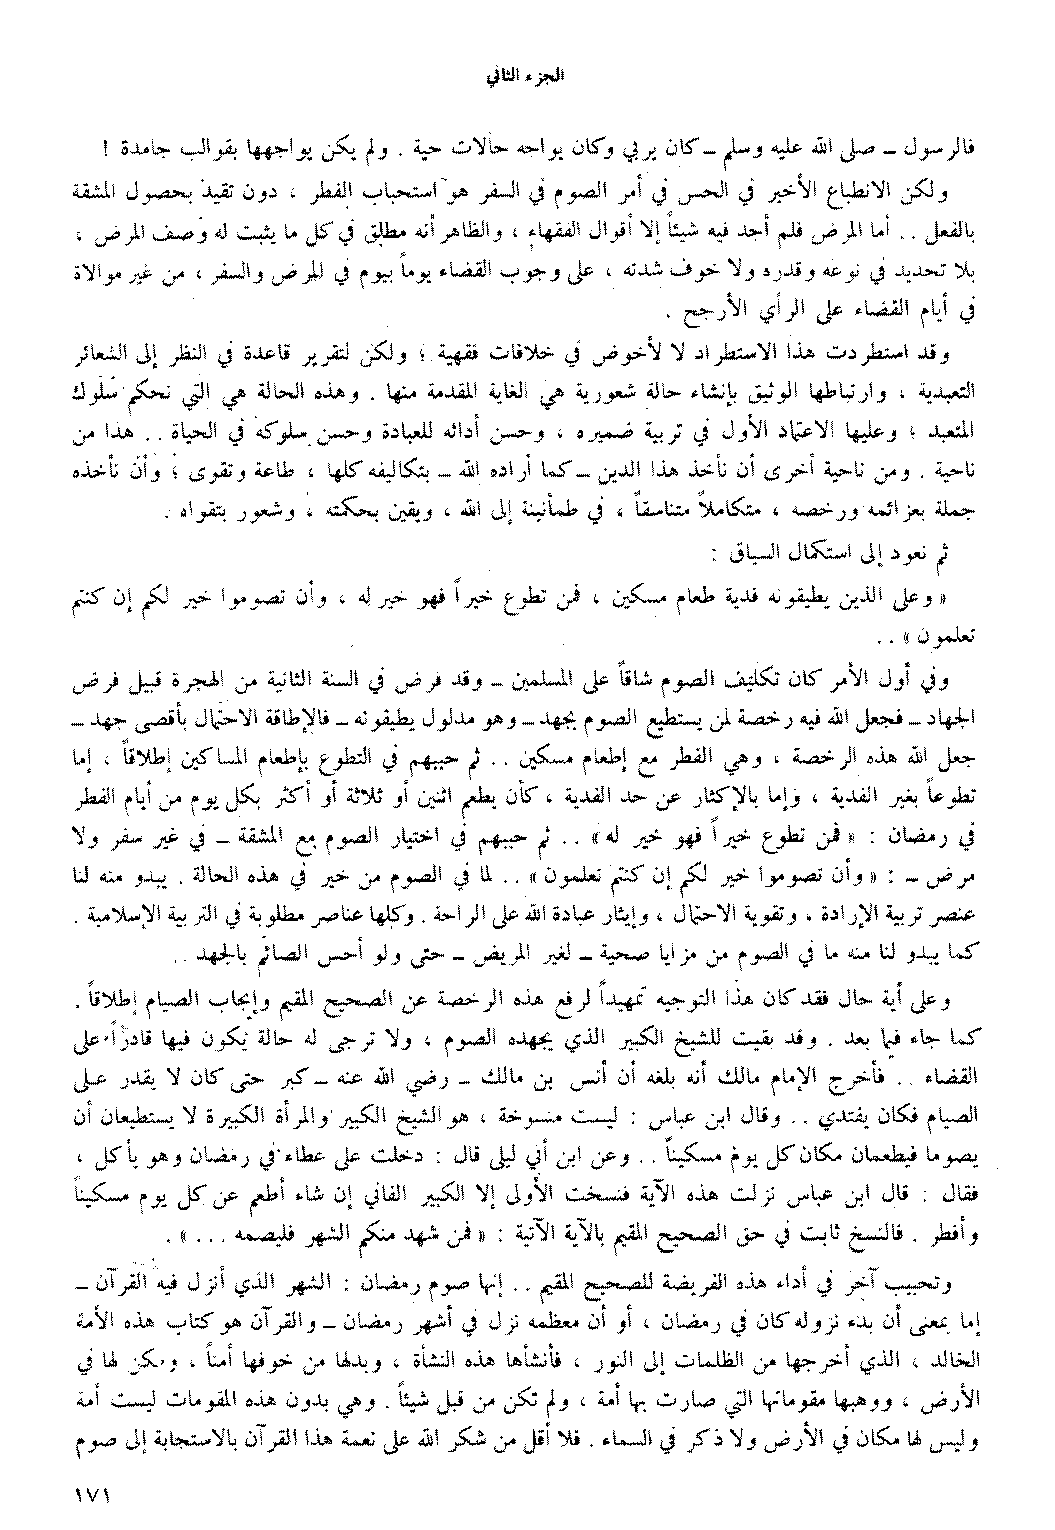 الجزء الثاني
فالرسول – صلى الله عليه وسلم – كان يربي وكان يواجه حالات حية . ولم يكن يواجهها بقوالب جامدة !
ولكن الانطباع الأخير في الحس في أمر الصوم في السفر هو استحباب الفطر ، دون تقيد بحصول المشقة
بالفعل .. أما المرض فلم أجد فيه شيئاً إلا أقوال الفقهاء ، والظاهر أنه مطلق في كل ما يثبت له وصف المرض ،
بلا تحديد في نوعه وقدره ولا خوف شدته ، على وجوب القضاء يوماً بيوم في المرض والسفر ، من غير موالاة
في أيام القضاء على الرأي الأرجح .
وقد استطردت هذا الاستطراد لا لأخوض في خلافات فقهية ؛ ولكن لتقرير قاعدة في النظر إلى الشعائر
التعبدية ، وارتباطها الوثيق بإنشاء حالة شعورية هي الغاية المقدمة منها . وهذه الحالة هي التي تحكم سلوك
المتعبد ؛ وعليها الاعتماد الأول في تربية ضميره ، وحسن أدائه للعبادة وحسن سلوكه في الحياة .. هذا من
ناحية . ومن ناحية أخرى أن نأخذ هذا الدين – كما أراده الله – بتكاليفه كلها ، طاعة وتقوى ؛ وأن نأخذه
جملة بعزائمه ورخصه ، متكاملاً متناسقاً ، في طمأنينة إلى الله ، ويقين بحكمته ، وشعور بتقواه .
ثم نعود إلى استكمال السياق :
« وعلى الذين يطيقونه فدية طعام مسكين ، فمن تطوع خيراً فهو خير له ، وأن تصوموا خير لكم إن كنتم
تعلمون » ..
وفي أول الأمر كان تكليف الصوم شاقاً على المسلمين – وقد فرض في السنة الثانية من الهجرة قبيل فرض
الجهاد – فجعل الله فيه رخصة لمن يستطيع الصوم بجهد – وهو مدلول يطيقونه – فالإطاقة الاحتمال بأقصى جهد –
جعل الله هذه الرخصة ، وهي الفطر مع إطعام مسكين .. ثم حببهم في التطوع بإطعام المساكين إطلاقاً ، إما
تطوعاً بغير الفدية ، وإما بالإكثار عن حد الفدية ، كأن يطعم اثنين أو ثلاثة أو أكثر بكل يوم من أيام الفطر
في رمضان : « فمن تطوع خيراً فهو خير له» .. ثم حببهم في اختيار الصوم مع المشقة – في غير سفر ولا
مرض – : « وأن تصوموا خير لكم إن كنتم تعلمون » .. لما في الصوم من خير في هذه الحالة . يبدو منه لنا
عنصر تربية الإرادة ، وتقوية الاحتمال ، وإيثار عبادة الله على الراحة . وكلها عناصر مطلوبة في التربية الإسلامية .
كما يبدو لنا منه ما في الصوم من مزايا صحية – لغير المريض – حتى ولو أحس الصائم بالجهد ..
وعلى أية حال فقد كان هذا التوجيه تمهيداً لرفع هذه الرخصة عن الصحيح المقيم وإيجاب الصيام إطلاقاً .
كما جاء فيما بعد . وقد بقيت للشيخ الكبير الذي يجهده الصوم ، ولا ترجى له حالة يكون فيها قادراً على
القضاء .. فأخرج الإمام مالك أنه بلغه أن أنس بن مالك – رضي الله عنه – كبر حتى كان لا يقدر على
الصيام فكان يفتدي .. وقال ابن عباس : ليست منسوخة ، هو الشيخ الكبير والمرأة الكبيرة لا يستطيعان أن
يصوما فيطعمان مكان كل يوم مسكيناً .. وعن ابن أبي ليلى قال : دخلت على عطاء في رمضان وهو يأكل ،
فقال : قال ابن عباس نزلت هذه الآية فنسخت الأولى إلا الكبير الفاني إن شاء أطعم عن كل يوم مسكيناً
وأفطر . فالنسخ ثابت في حق الصحيح المقيم بالآية الآتية : « فمن شهد منكم الشهر فليصمه ... » .
وتحبيب آخر في أداء هذه الفريضة للصحيح المقيم .. إنها صوم رمضان : الشهر الذي أنزل فيه القرآن –
إما بمعنى أن بدء نزوله كان في رمضان ، أو أن معظمه نزل في أشهر رمضان – والقرآن هو كتاب هذه الأمة
الخالد ، الذي أخرجها من الظلمات إلى النور ، فأنشأها هذه النشأة ، وبدلها من خوفها أمناً ، ومكن لها في
الأرض ، ووهبها مقوماتها التي صارت بها أمة ، ولم تكن من قبل شيئاً . وهي بدون هذه المقومات ليست أمة
وليس لها مكان في الأرض ولا ذكر في السماء . فلا أقل من شكر الله على نعمة هذا القرآن بالاستجابة إلى صوم
١٧١